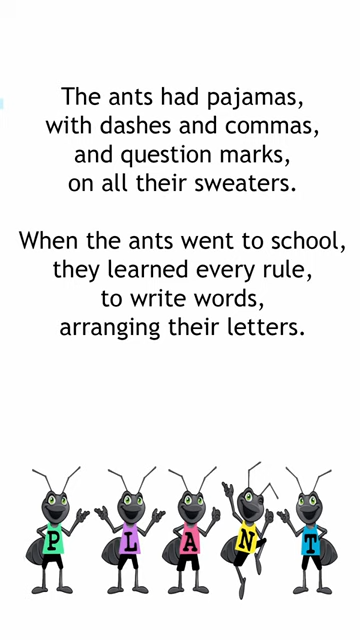 The ants had pajamas,
with dashes and commas,
and question marks,
on all their sweaters.
When the ants went to school,
they learned every rule,
to write words,
arranging their letters.
P L A N T